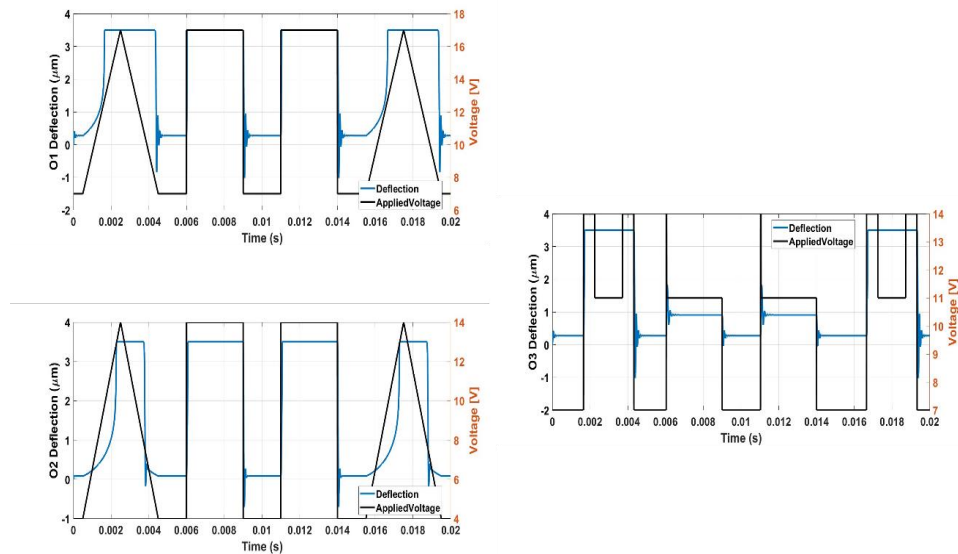 O1 Deflection (μm)
4
3
2
1
0
-1
-2
18
16
14
12
10
8
6
Voltage [V]
Deflection
AppliedVoltage
0 0.002 0.004 0.006 0.008 0.01 0.012 0.014 0.016 0.018 0.02
Time (s)
O2 Deflection (μm)
4
3
2
1
0
-1
14
12
10
8
6
4
Voltage [V]
Deflection
AppliedVoltage
0 0.002 0.004 0.006 0.008 0.01 0.012 0.014 0.016 0.018 0.02
Time (s)
O3 Deflection (μm)
4
3
2
1
0
-1
-2
14
13
12
11
10
9
8
7
Voltage [V]
Deflection
AppliedVoltage
0 0.002 0.004 0.006 0.008 0.01 0.012 0.014 0.016 0.018 0.02
Time (s)